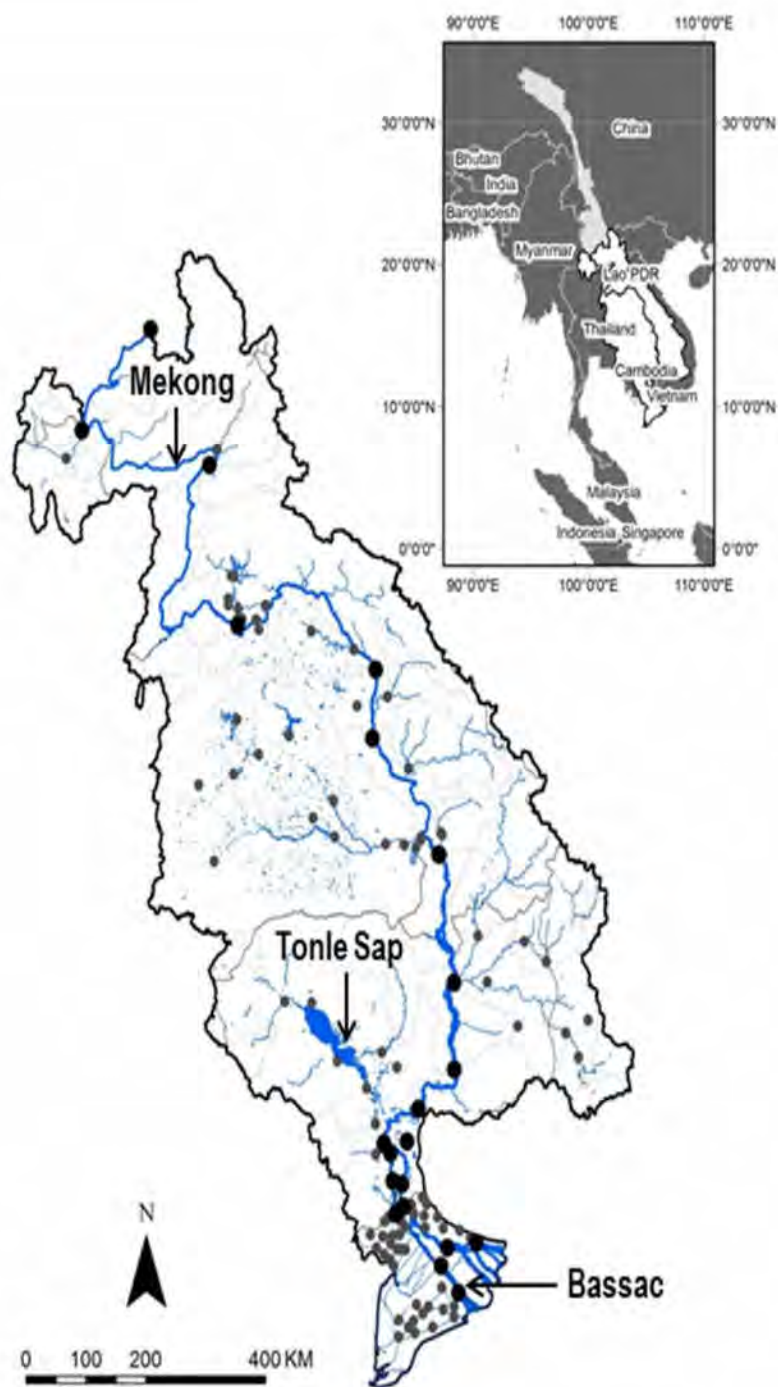 90°0'0"E 100°0'0"E 110°0'0"E
30°0'0"N 30°0'0"N
China
Bhutan
India
Bangladesh
Myanmar
20°0'0"N 20°0'0"N
Lao PDR
Thailand
Cambodia
Vietnam
10°0'0"N 10°0'0"N
Malaysia
Indonesia Singapore
0°0'0" 0°0'0"
90°0'0"E 100°0'0"E 110°0'0"E
Mekong
Tonle Sap
N
Bassac
0 100 200 400 KM